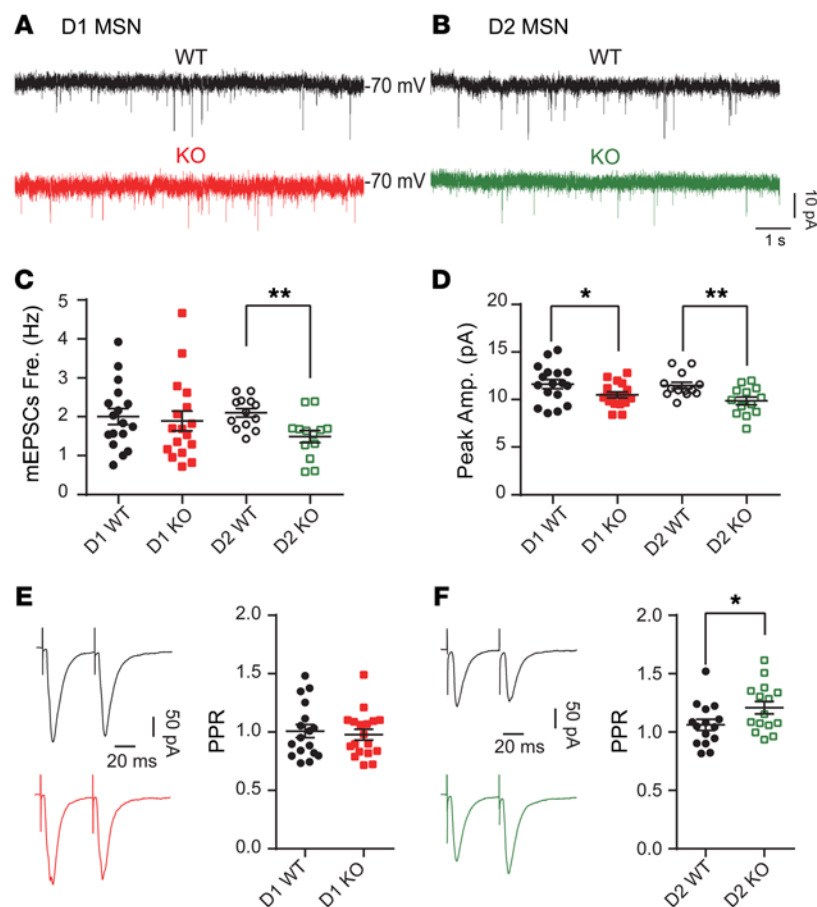 A D1 MSN
B D2 MSN
WT
WT
-70 mV
KO
KO
-70 mV
10 pA
1 s
C
mEPSCs Fre. (Hz)
5
4
3
2
1
0
**
D1 WT
D1 KO
D2 WT
D2 KO
D
Peak Amp. (pA)
20
15
10
5
0
*
**
D1 WT
D1 KO
D2 WT
D2 KO
E
50 pA
20 ms
PPR
2.0
1.5
1.0
0.5
0.0
D1 WT
D1 KO
F
50 pA
20 ms
PPR
2.0
1.5
1.0
0.5
0.0
*
D2 WT
D2 KO